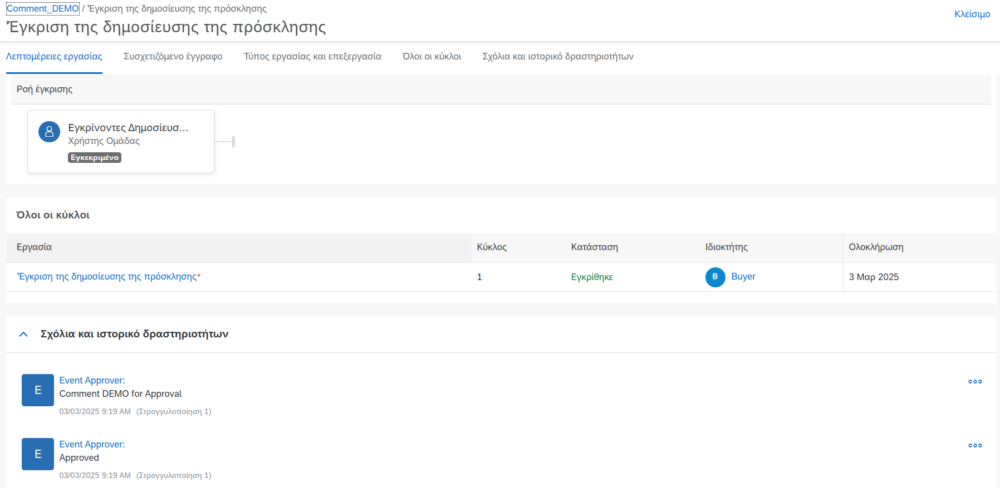 Comment_DEMO / Έγκριση της δημοσίευσης της πρόσκλησης
Κλείσιμο
Έγκριση της δημοσίευσης της πρόσκλησης
Λεπτομέρειες εργασίας Συσχετιζόμενο έγγραφο Τύπος εργασίας και επεξεργασία Όλοι οι κύκλοι Σχόλια και ιστορικό δραστηριοτήτων
Ροή έγκρισης
Εγκρίνοντες Δημοσίευσ...
Χρήστης Ομάδας
Εγκεκριμένο
Όλοι οι κύκλοι
Εργασία Κύκλος Κατάσταση Ιδιοκτήτης Ολοκλήρωση
Έγκριση της δημοσίευσης της πρόσκλησης* 1 Εγκρίθηκε B Buyer 3 Μαρ 2025
Σχόλια και ιστορικό δραστηριοτήτων
E
Event Approver:
Comment DEMO for Approval
03/03/2025 9:19 AM (Στρογγυλοποίηση 1)
E
Event Approver:
Approved
03/03/2025 9:19 AM (Στρογγυλοποίηση 1)